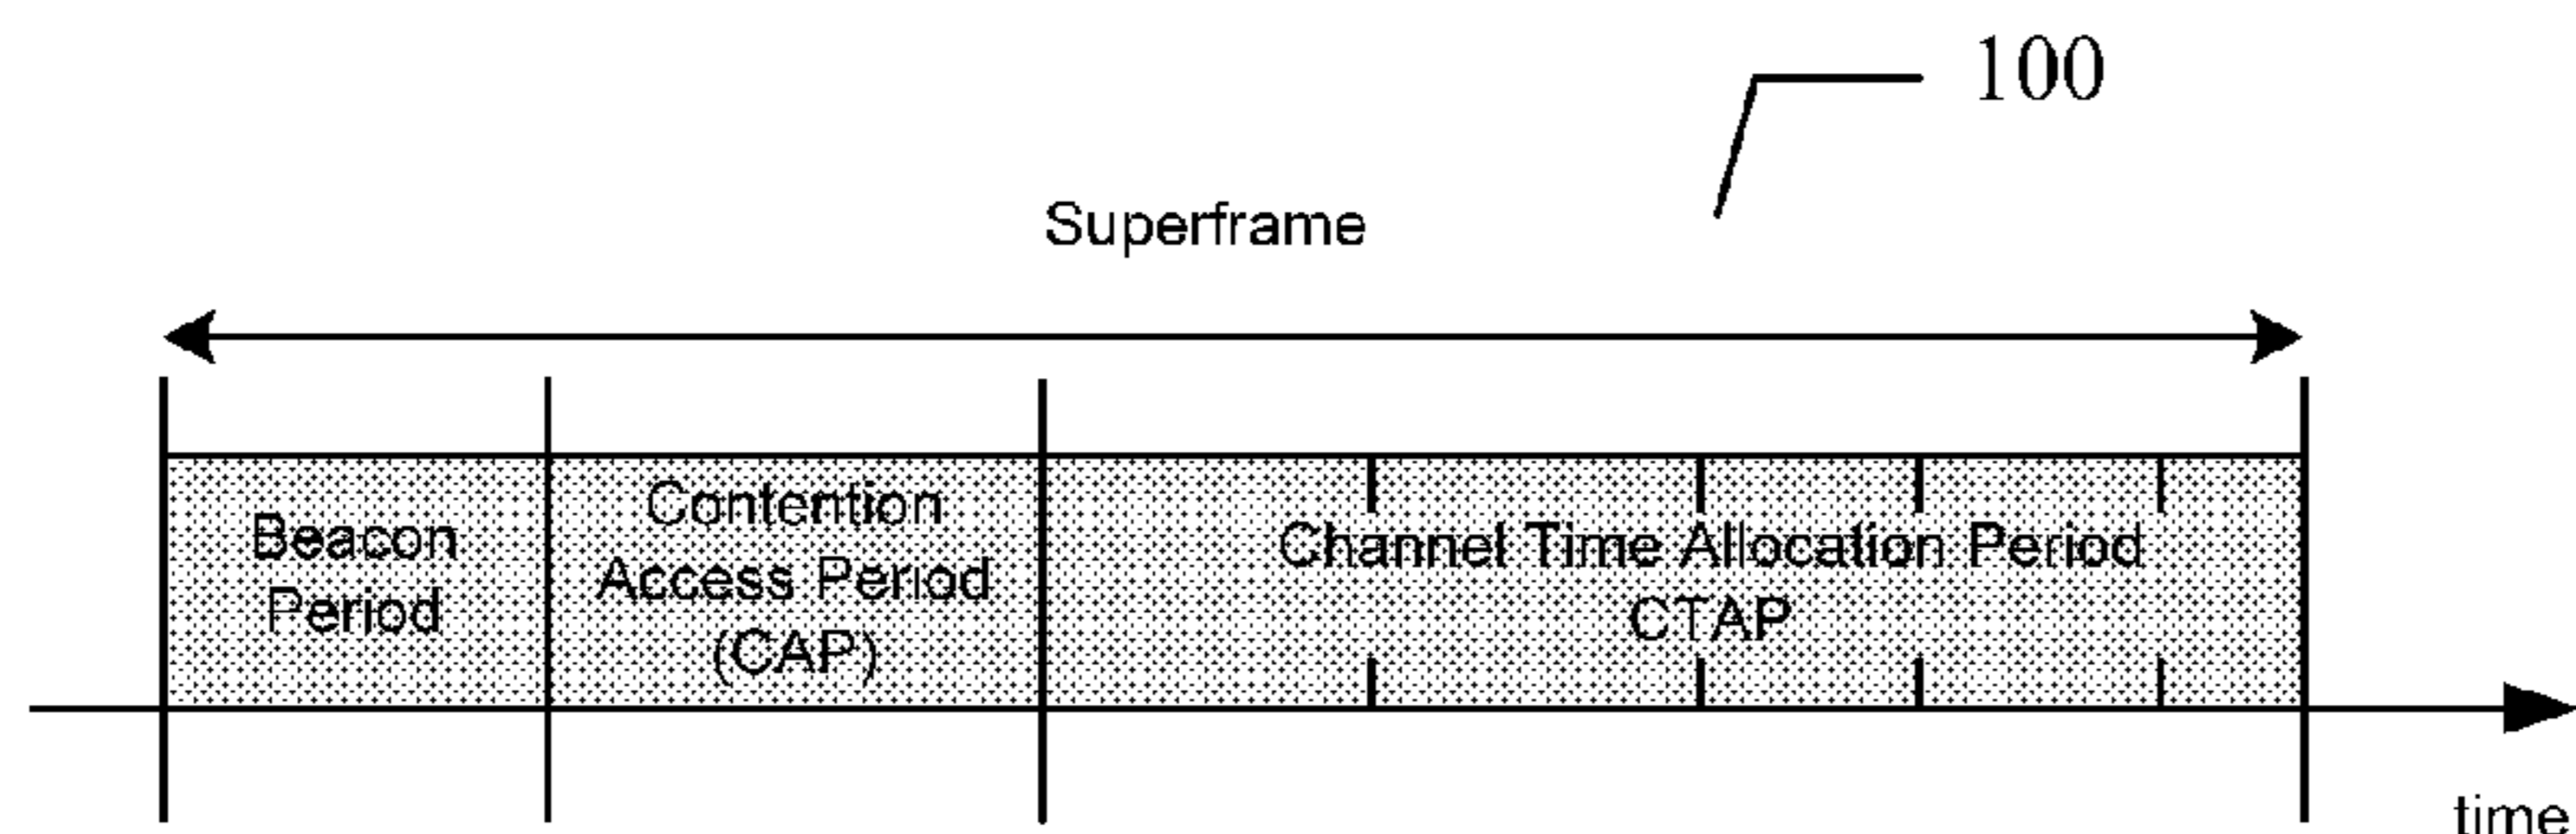 100
Superframe
Beacon
Period
Contention
Access Period
(CAP)
Channel Time Allocation Period
CTAP
time